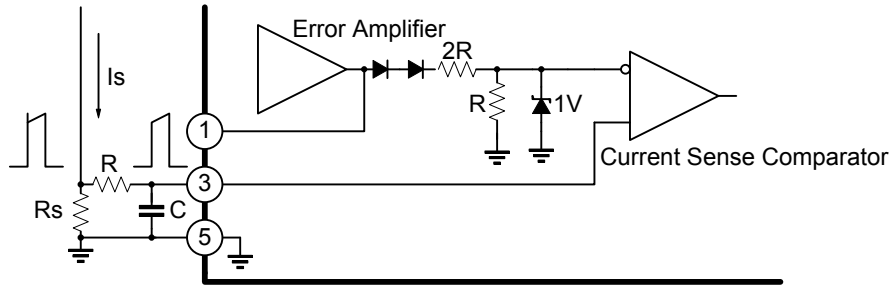 Error Amplifier
2R
Is
R
1V
1
Current Sense Comparator
R
3
Rs
C
5